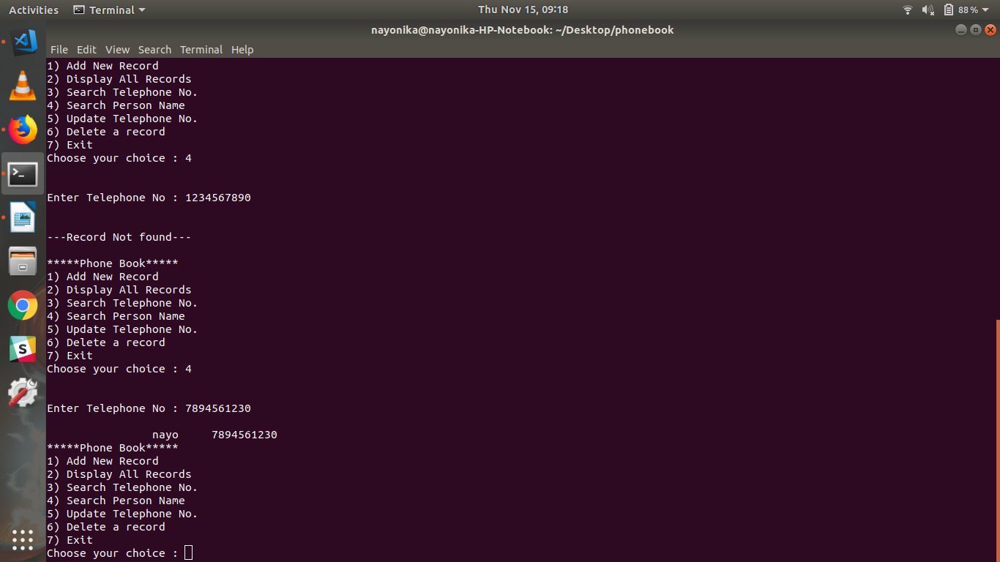 Activities Terminal Thu Nov 15, 09:18 88%
nayonika@nayonika-HP-Notebook: ~/Desktop/phonebook
File Edit View Search Terminal Help
1) Add New Record
2) Display All Records
3) Search Telephone No.
4) Search Person Name
5) Update Telephone No.
6) Delete a record
7) Exit
Choose your choice : 4
Enter Telephone No : 1234567890
---Record Not found---
*****Phone Book*****
1) Add New Record
2) Display All Records
3) Search Telephone No.
4) Search Person Name
5) Update Telephone No.
6) Delete a record
7) Exit
Choose your choice : 4
Enter Telephone No : 7894561230
nayo 7894561230
*****Phone Book*****
1) Add New Record
2) Display All Records
3) Search Telephone No.
4) Search Person Name
5) Update Telephone No.
6) Delete a record
7) Exit
Choose your choice :